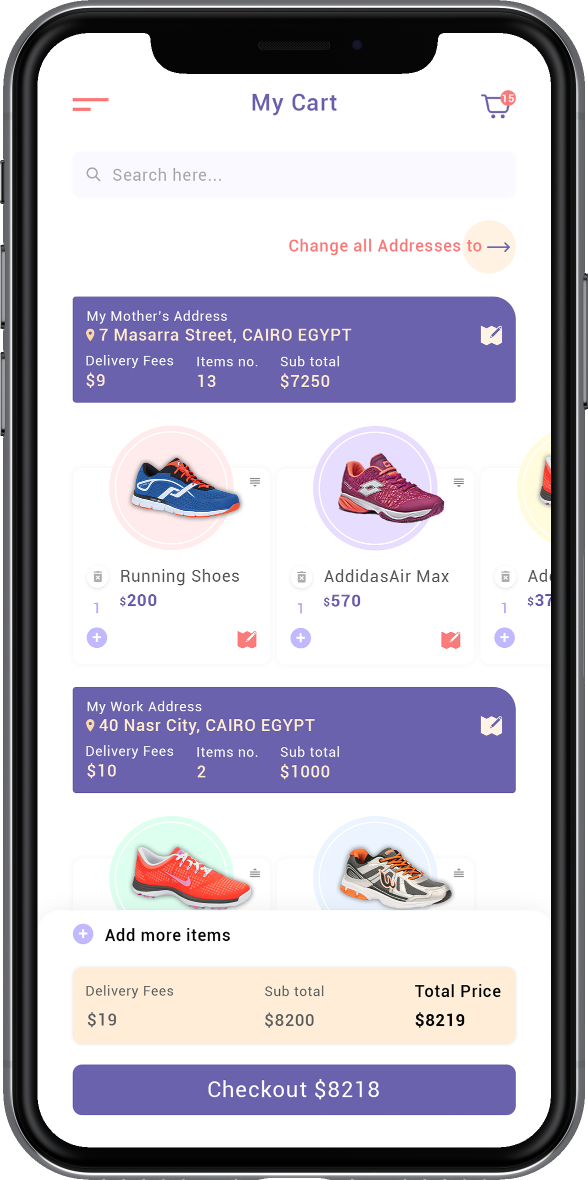 My Cart
15
Search here...
Change all Addresses to
My Mother's Address
7 Masarra Street, CAIRO EGYPT
Delivery Fees Items no. Sub total
$9 13 $7250
Running Shoes AddidasAir Max
$200 $570 $37
1 1 1
My Work Address
40 Nasr City, CAIRO EGYPT
Delivery Fees Items no. Sub total
$10 2 $1000
Add more items
Delivery Fees Sub total Total Price
$19 $8200 $8219
Checkout $8218